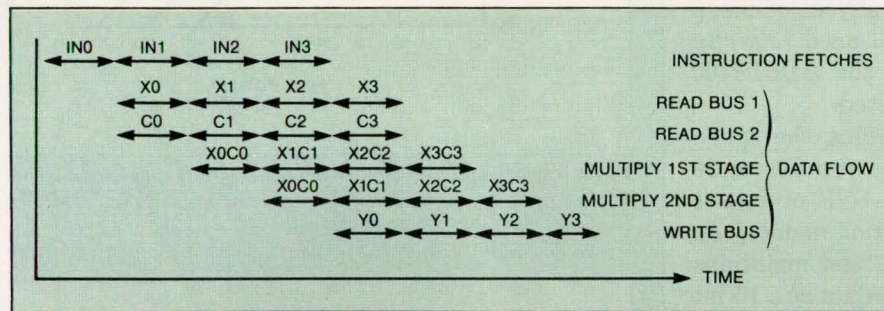 IN0 IN1 IN2 IN3 INSTRUCTION FETCHES
X0 X1 X2 X3 READ BUS 1
C0 C1 C2 C3 READ BUS 2
X0C0 X1C1 X2C2 X3C3 MULTIPLY 1ST STAGE DATA FLOW
X0C0 X1C1 X2C2 X3C3 MULTIPLY 2ND STAGE
Y0 Y1 Y2 Y3 WRITE BUS
TIME